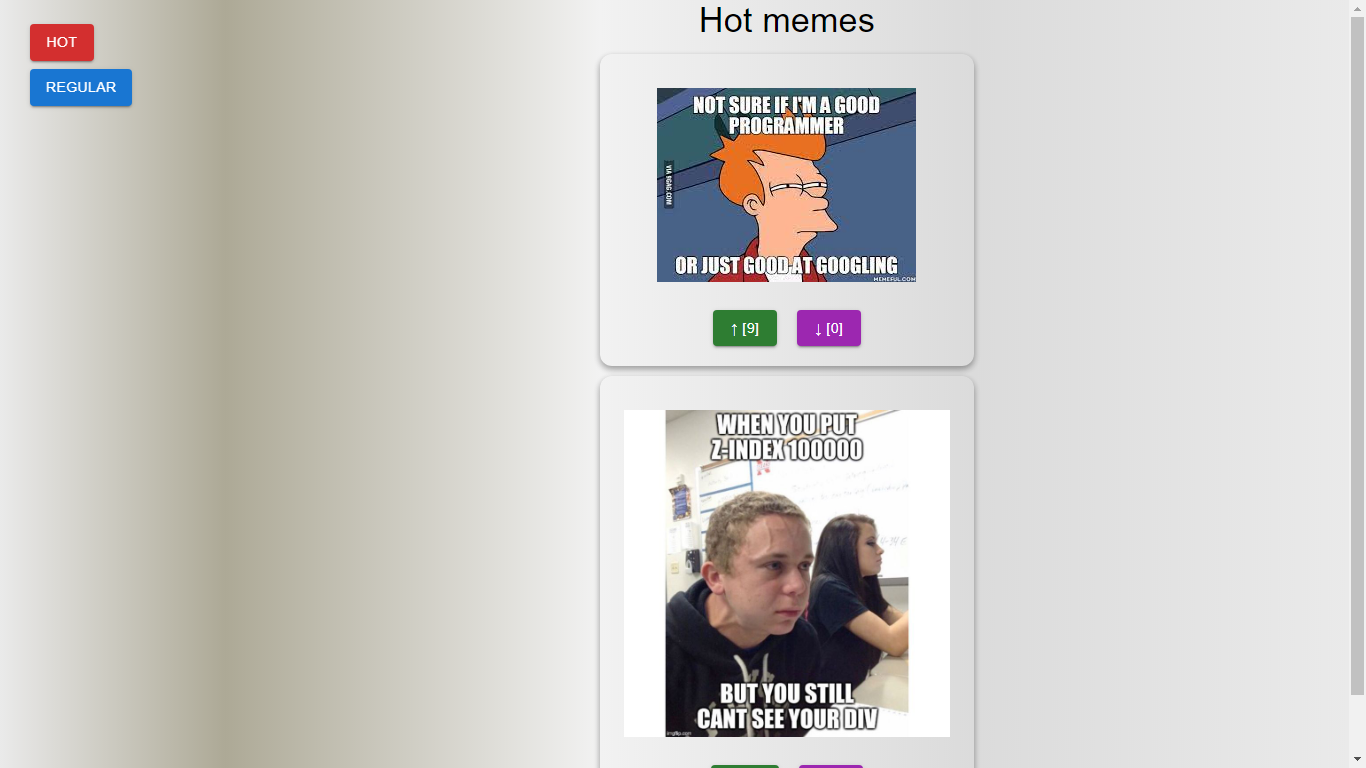 HOT
REGULAR
Hot memes
NOT SURE IF I'M A GOOD
PROGRAMMER
VIA 9GAG.COM
OR JUST GOOD AT GOOGLING
MEMEFUL.COM
↑ [9]
↓ [0]
WHEN YOU PUT
Z-INDEX 100000
BUT YOU STILL
CANT SEE YOUR DIV
imgflip.com